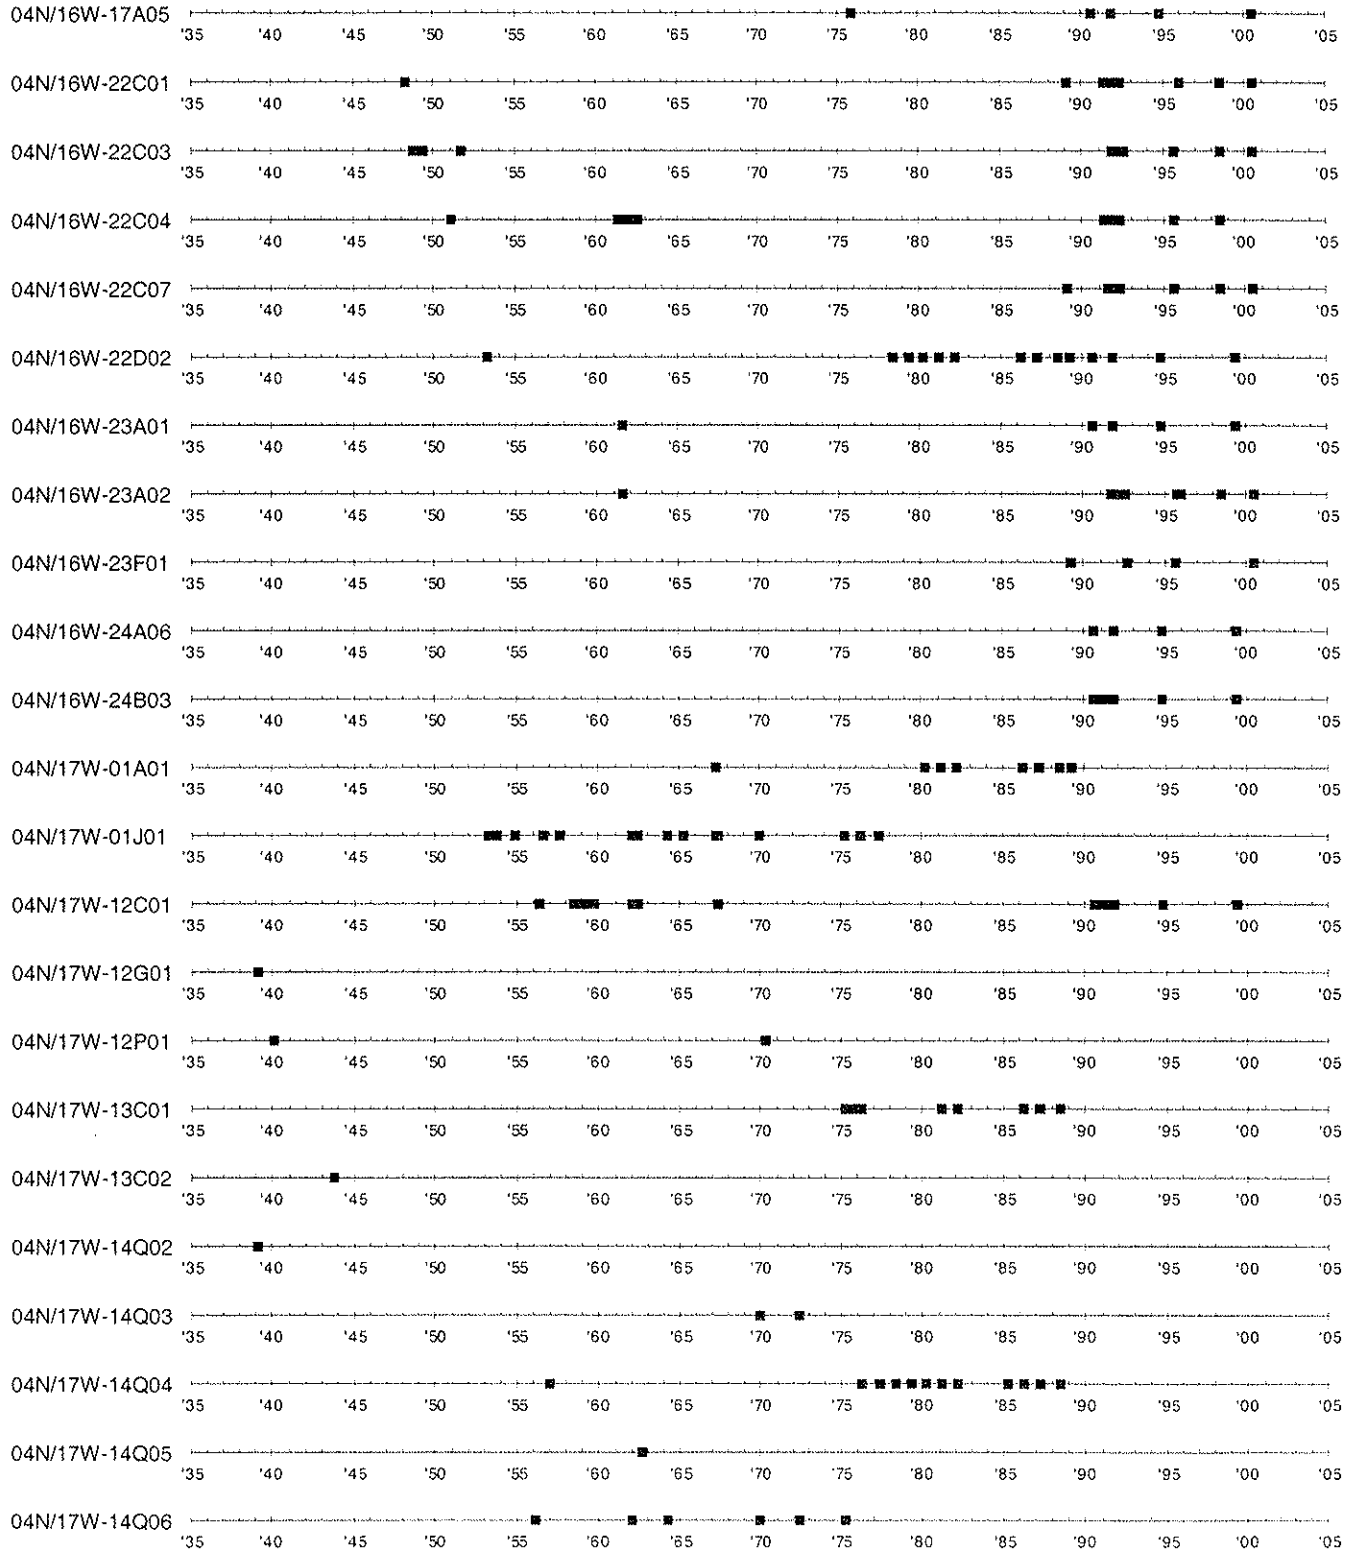 04N/16W-17A05
'35 '40 '45 '50 '55 '60 '65 '70 '75 '80 '85 '90 '95 '00 '05
04N/16W-22C01
'35 '40 '45 '50 '55 '60 '65 '70 '75 '80 '85 '90 '95 '00 '05
04N/16W-22C03
'35 '40 '45 '50 '55 '60 '65 '70 '75 '80 '85 '90 '95 '00 '05
04N/16W-22C04
'35 '40 '45 '50 '55 '60 '65 '70 '75 '80 '85 '90 '95 '00 '05
04N/16W-22C07
'35 '40 '45 '50 '55 '60 '65 '70 '75 '80 '85 '90 '95 '00 '05
04N/16W-22D02
'35 '40 '45 '50 '55 '60 '65 '70 '75 '80 '85 '90 '95 '00 '05
04N/16W-23A01
'35 '40 '45 '50 '55 '60 '65 '70 '75 '80 '85 '90 '95 '00 '05
04N/16W-23A02
'35 '40 '45 '50 '55 '60 '65 '70 '75 '80 '85 '90 '95 '00 '05
04N/16W-23F01
'35 '40 '45 '50 '55 '60 '65 '70 '75 '80 '85 '90 '95 '00 '05
04N/16W-24A06
'35 '40 '45 '50 '55 '60 '65 '70 '75 '80 '85 '90 '95 '00 '05
04N/16W-24B03
'35 '40 '45 '50 '55 '60 '65 '70 '75 '80 '85 '90 '95 '00 '05
04N/17W-01A01
'35 '40 '45 '50 '55 '60 '65 '70 '75 '80 '85 '90 '95 '00 '05
04N/17W-01J01
'35 '40 '45 '50 '55 '60 '65 '70 '75 '80 '85 '90 '95 '00 '05
04N/17W-12C01
'35 '40 '45 '50 '55 '60 '65 '70 '75 '80 '85 '90 '95 '00 '05
04N/17W-12G01
'35 '40 '45 '50 '55 '60 '65 '70 '75 '80 '85 '90 '95 '00 '05
04N/17W-12P01
'35 '40 '45 '50 '55 '60 '65 '70 '75 '80 '85 '90 '95 '00 '05
04N/17W-13C01
'35 '40 '45 '50 '55 '60 '65 '70 '75 '80 '85 '90 '95 '00 '05
04N/17W-13C02
'35 '40 '45 '50 '55 '60 '65 '70 '75 '80 '85 '90 '95 '00 '05
04N/17W-14Q02
'35 '40 '45 '50 '55 '60 '65 '70 '75 '80 '85 '90 '95 '00 '05
04N/17W-14Q03
'35 '40 '45 '50 '55 '60 '65 '70 '75 '80 '85 '90 '95 '00 '05
04N/17W-14Q04
'35 '40 '45 '50 '55 '60 '65 '70 '75 '80 '85 '90 '95 '00 '05
04N/17W-14Q05
'35 '40 '45 '50 '55 '60 '65 '70 '75 '80 '85 '90 '95 '00 '05
04N/17W-14Q06
'35 '40 '45 '50 '55 '60 '65 '70 '75 '80 '85 '90 '95 '00 '05